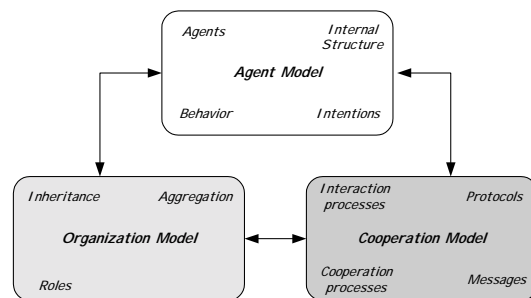 Agents
Internal
Structure
Agent Model
Behavior
Intentions
Inheritance
Aggregation
Organization Model
Roles
Interaction
processes
Protocols
Cooperation Model
Cooperation
processes
Messages